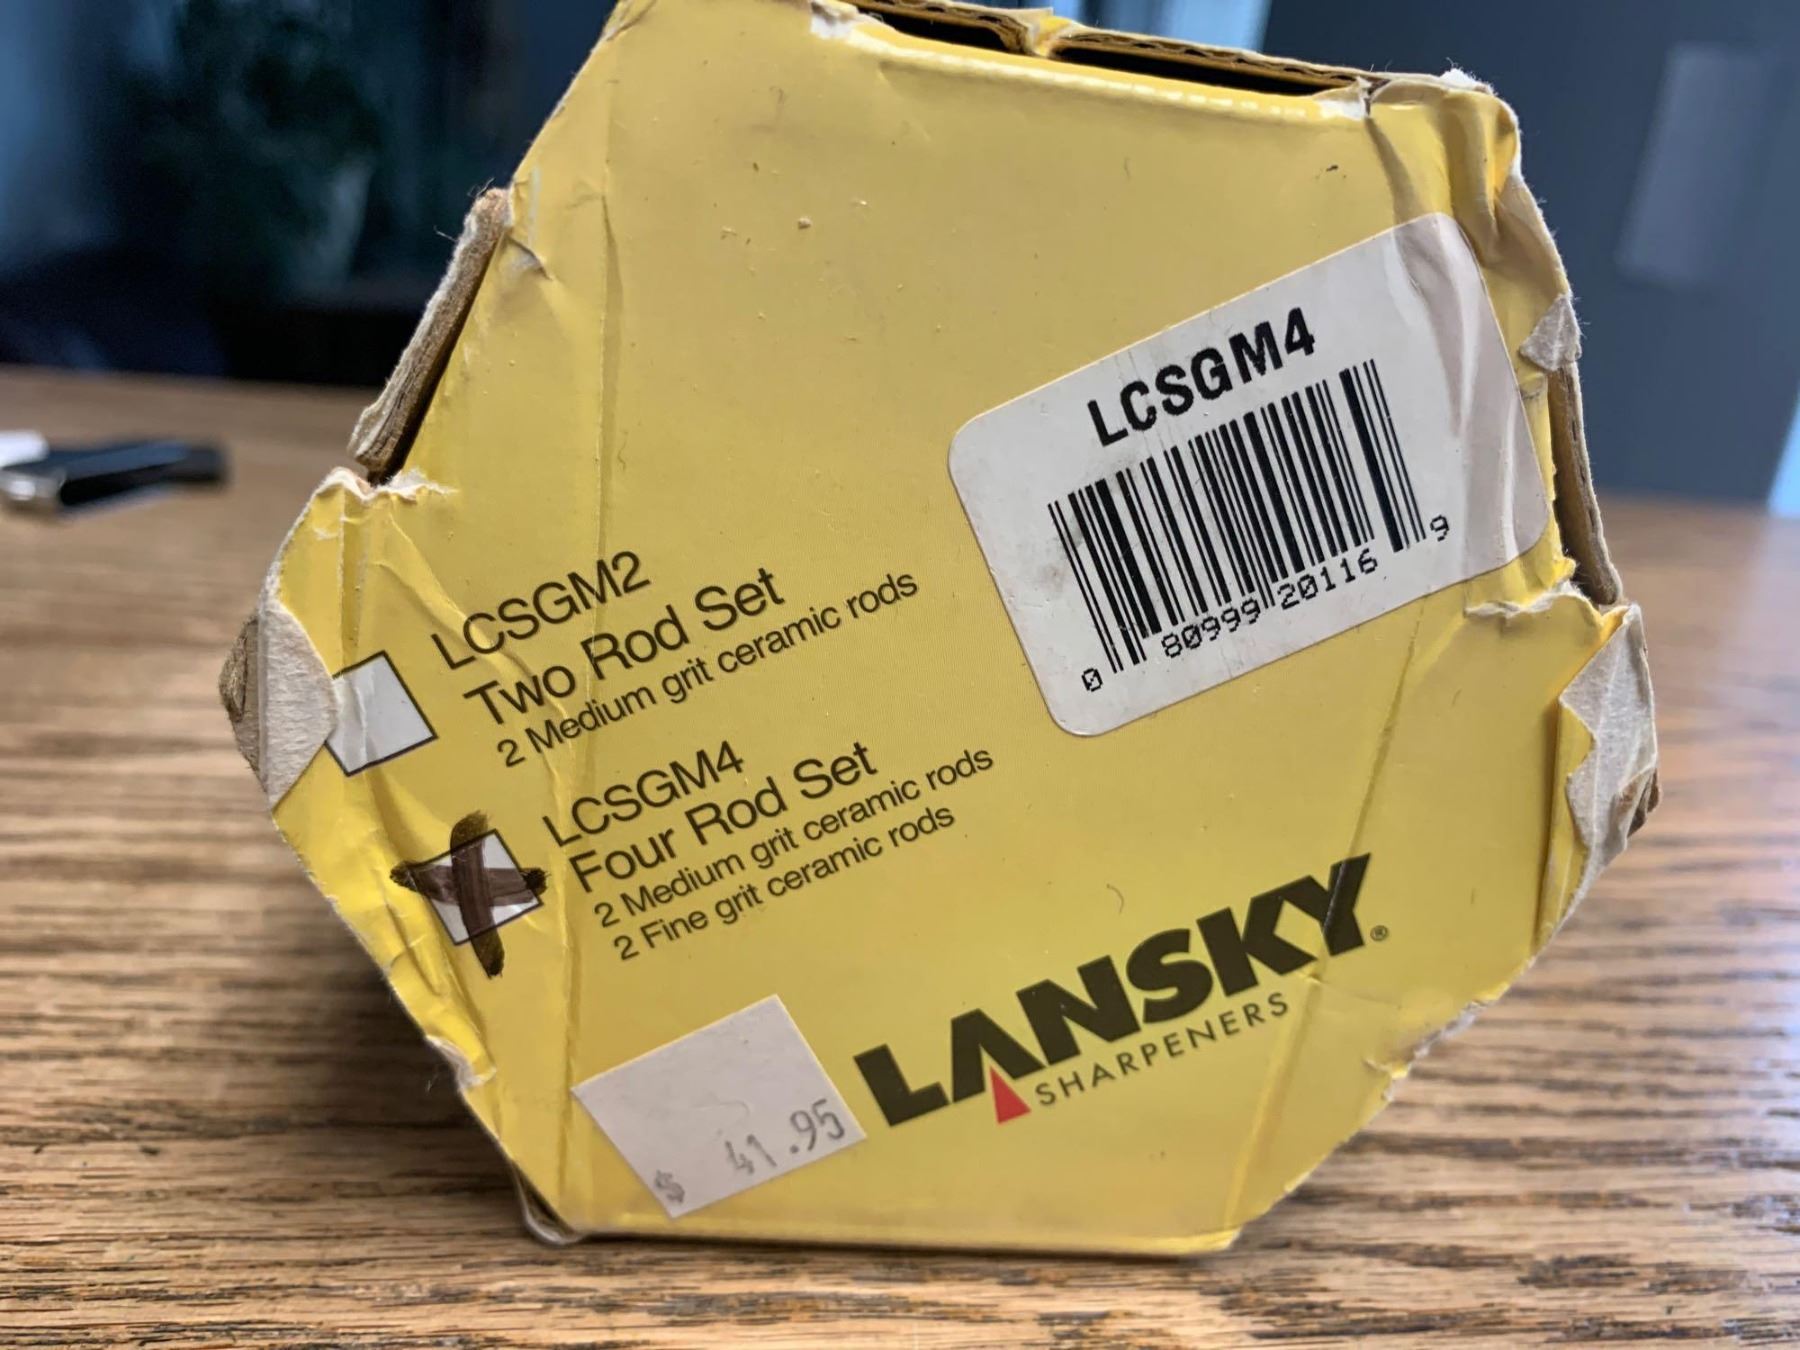 LCSGM4
0 80999 20116 9
LCSGM2
Two Rod Set
2 Medium grit ceramic rods
LCSGM4
Four Rod Set
2 Medium grit ceramic rods
2 Fine grit ceramic rods
LANSKY®
SHARPENERS
$ 41.95